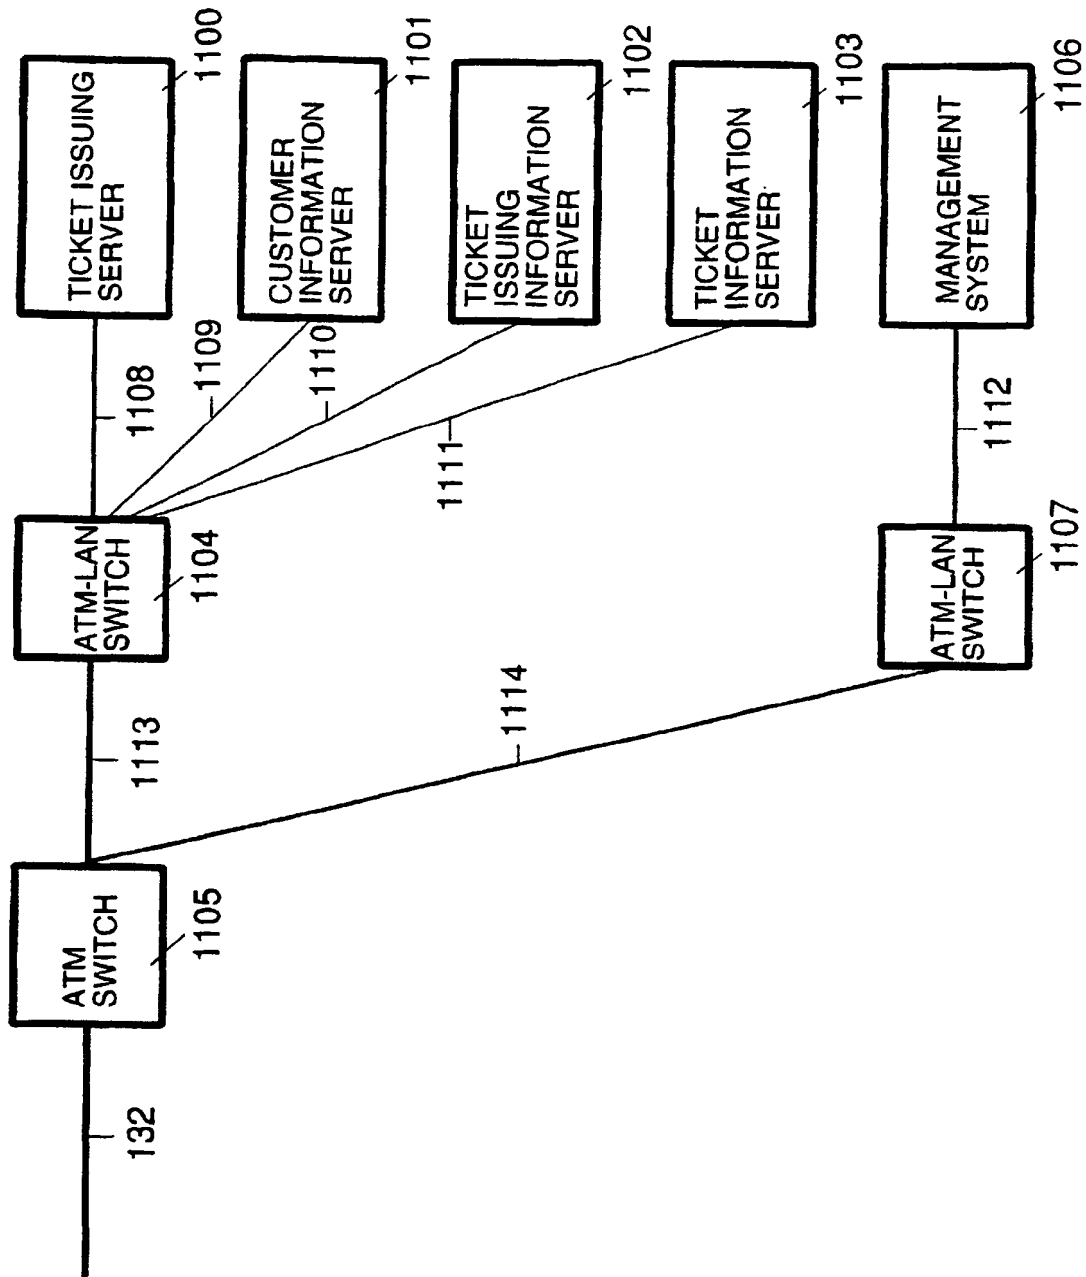 TICKET ISSUING
SERVER
1100
CUSTOMER
INFORMATION
SERVER
1101
TICKET
ISSUING
INFORMATION
SERVER
1102
TICKET
INFORMATION
SERVER
1103
MANAGEMENT
SYSTEM
1106
1108
1109
1110
1111
1112
ATM-LAN
SWITCH
1104
ATM-LAN
SWITCH
1107
1113
1114
ATM
SWITCH
1105
132